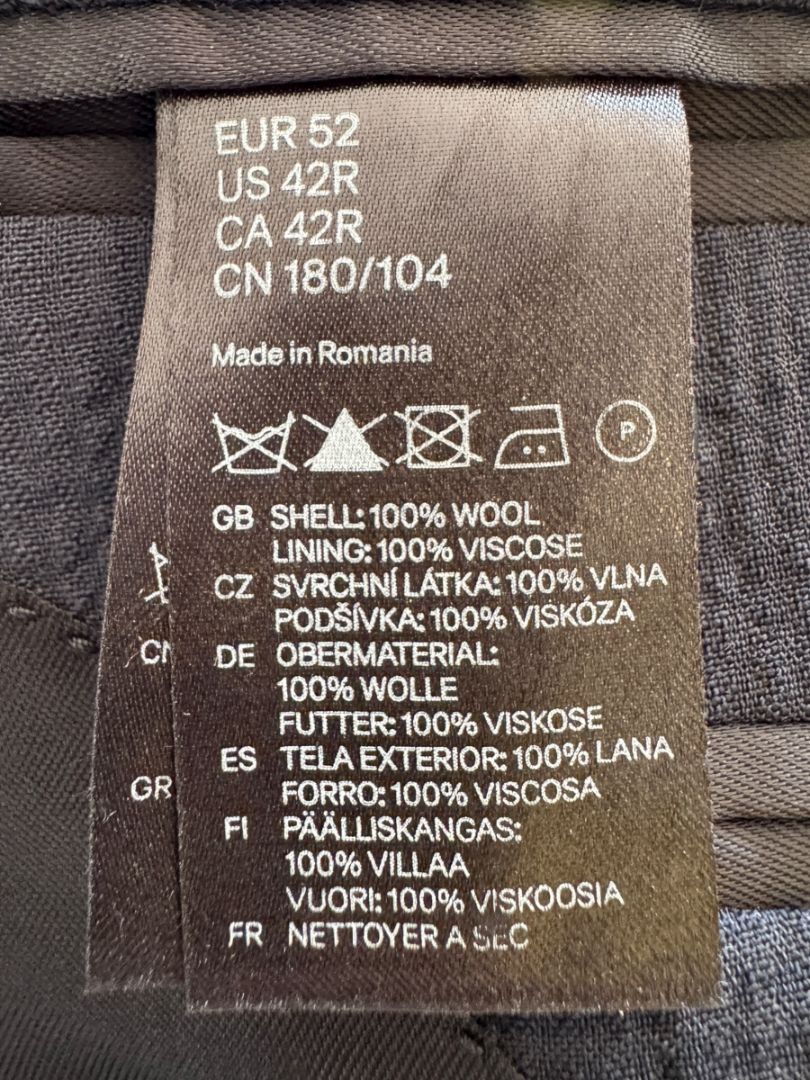 EUR 52
US 42R
CA 42R
CN 180/104
Made in Romania
P
GB SHELL: 100% WOOL
LINING: 100% VISCOSE
CZ SVRCHNÍ LÁTKA: 100% VLNA
PODŠÍVKA: 100% VISKÓZA
DE OBERMATERIAL:
100% WOLLE
FUTTER: 100% VISKOSE
ES TELA EXTERIOR: 100% LANA
FORRO: 100% VISCOSA
FI PÄÄLLISKANGAS:
100% VILLAA
VUORI: 100% VISKOOSIA
FR NETTOYER A SEC
GR